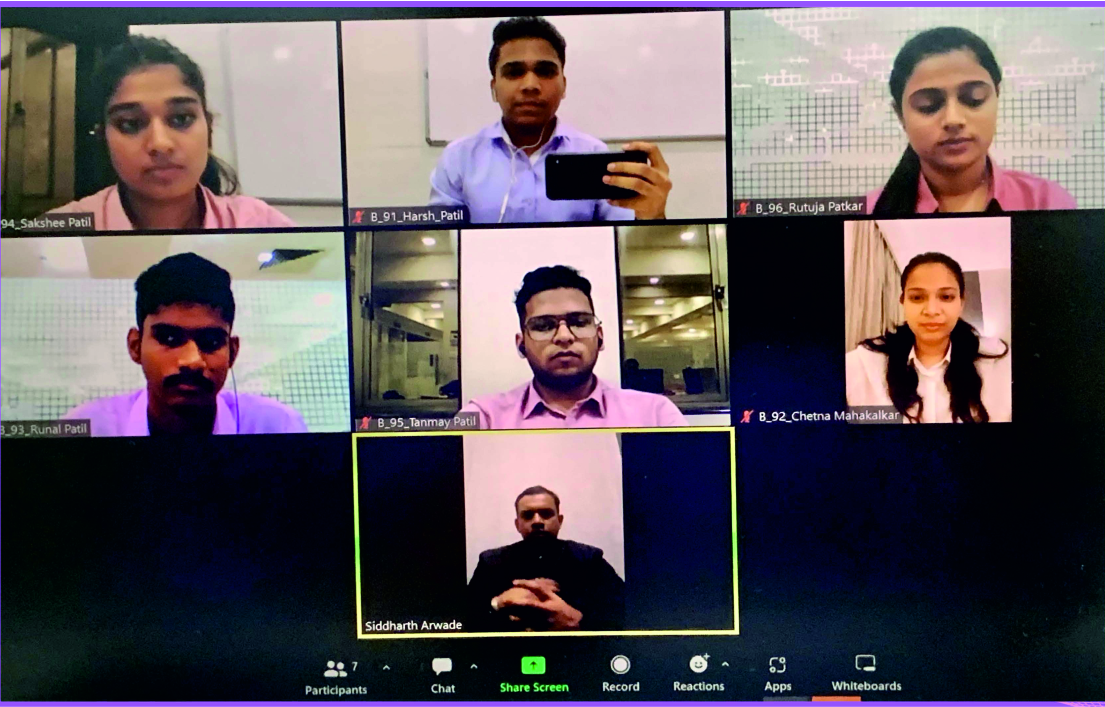 94_Sakshee Patil
B_91_Harsh_Patil
B_96_Rutuja Patkar
B_93_Runal Patil
B_95_Tanmay Patil
B_92_Chetna Mahakalkar
Siddharth Arwade
7
Participants
Chat
Share Screen
Record
Reactions
Apps
Whiteboards